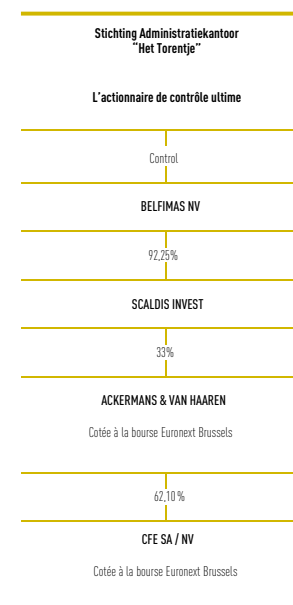 Stichting Administratiekantoor
“Het Torentje”
L’actionnaire de contrôle ultime
Control
BELFIMAS NV
92,25%
SCALDIS INVEST
33%
ACKERMANS & VAN HAAREN
Cotée à la bourse Euronext Brussels
62,10 %
CFE SA / NV
Cotée à la bourse Euronext Brussels